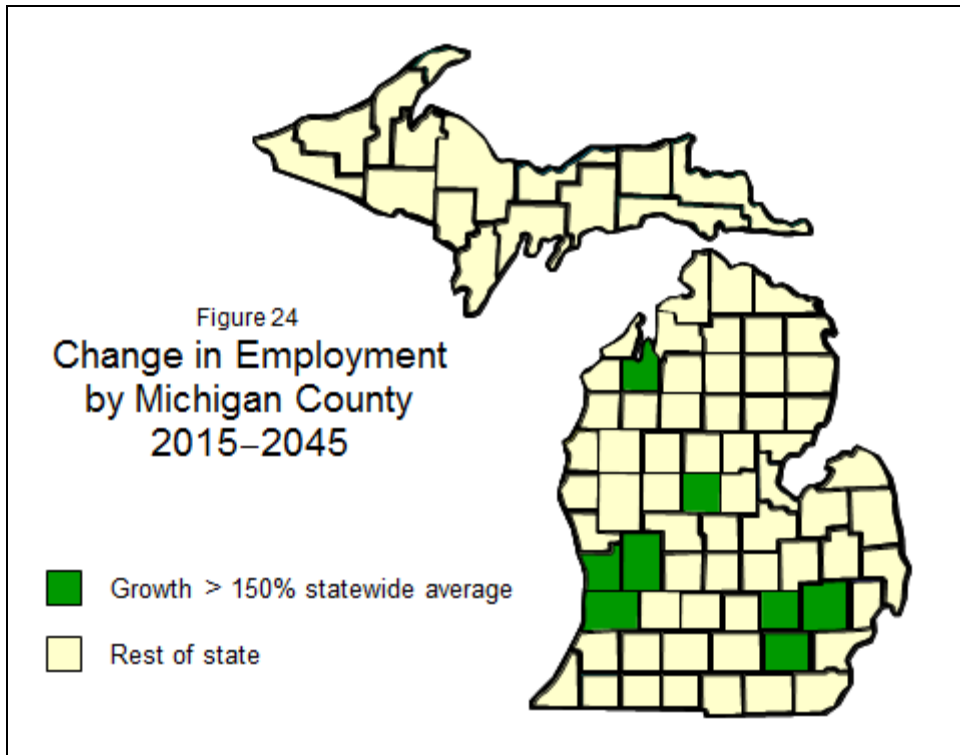 Figure 24
Change in Employment
by Michigan County
2015–2045
Growth > 150% statewide average
Rest of state